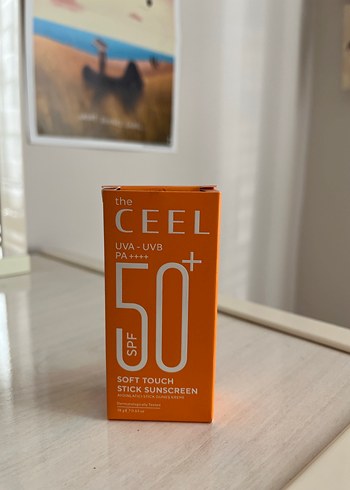 the
CEEL
UVA - UVB
PA ++++
SPF 50+
SOFT TOUCH
STICK SUNSCREEN